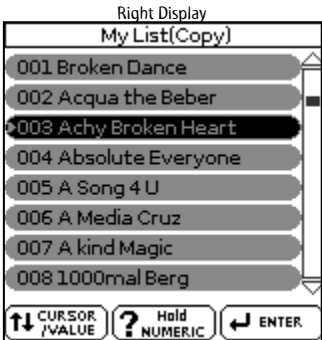 Right Display
My List(Copy)
001 Broken Dance
002 Acqua the Beber
003 Achy Broken Heart
004 Absolute Everyone
005 A Song 4 U
006 A Media Cruz
007 A kind Magic
008 1000mal Berg
CURSOR
/VALUE
? Hold
NUMERIC
ENTER